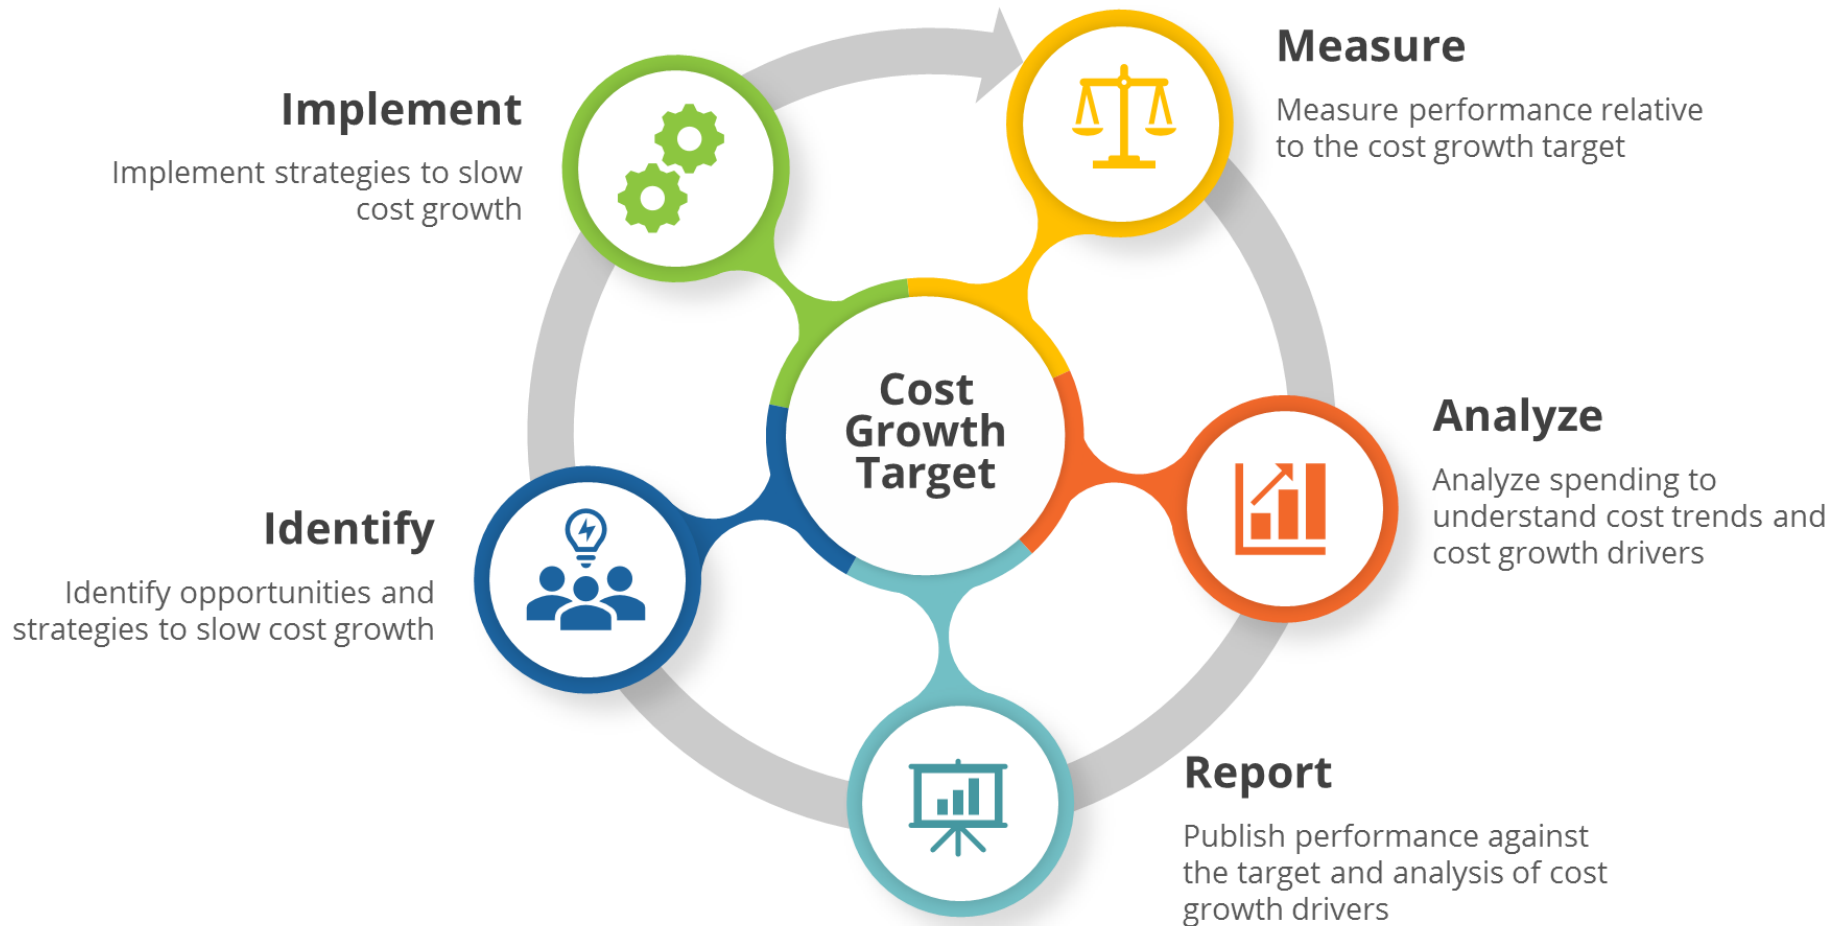 Measure
Measure performance relative
to the cost growth target
Analyze
Analyze spending to
understand cost trends and
cost growth drivers
Report
Publish performance against
the target and analysis of cost
growth drivers
Identify
Identify opportunities and
strategies to slow cost growth
Implement
Implement strategies to slow
cost growth
Cost
Growth
Target